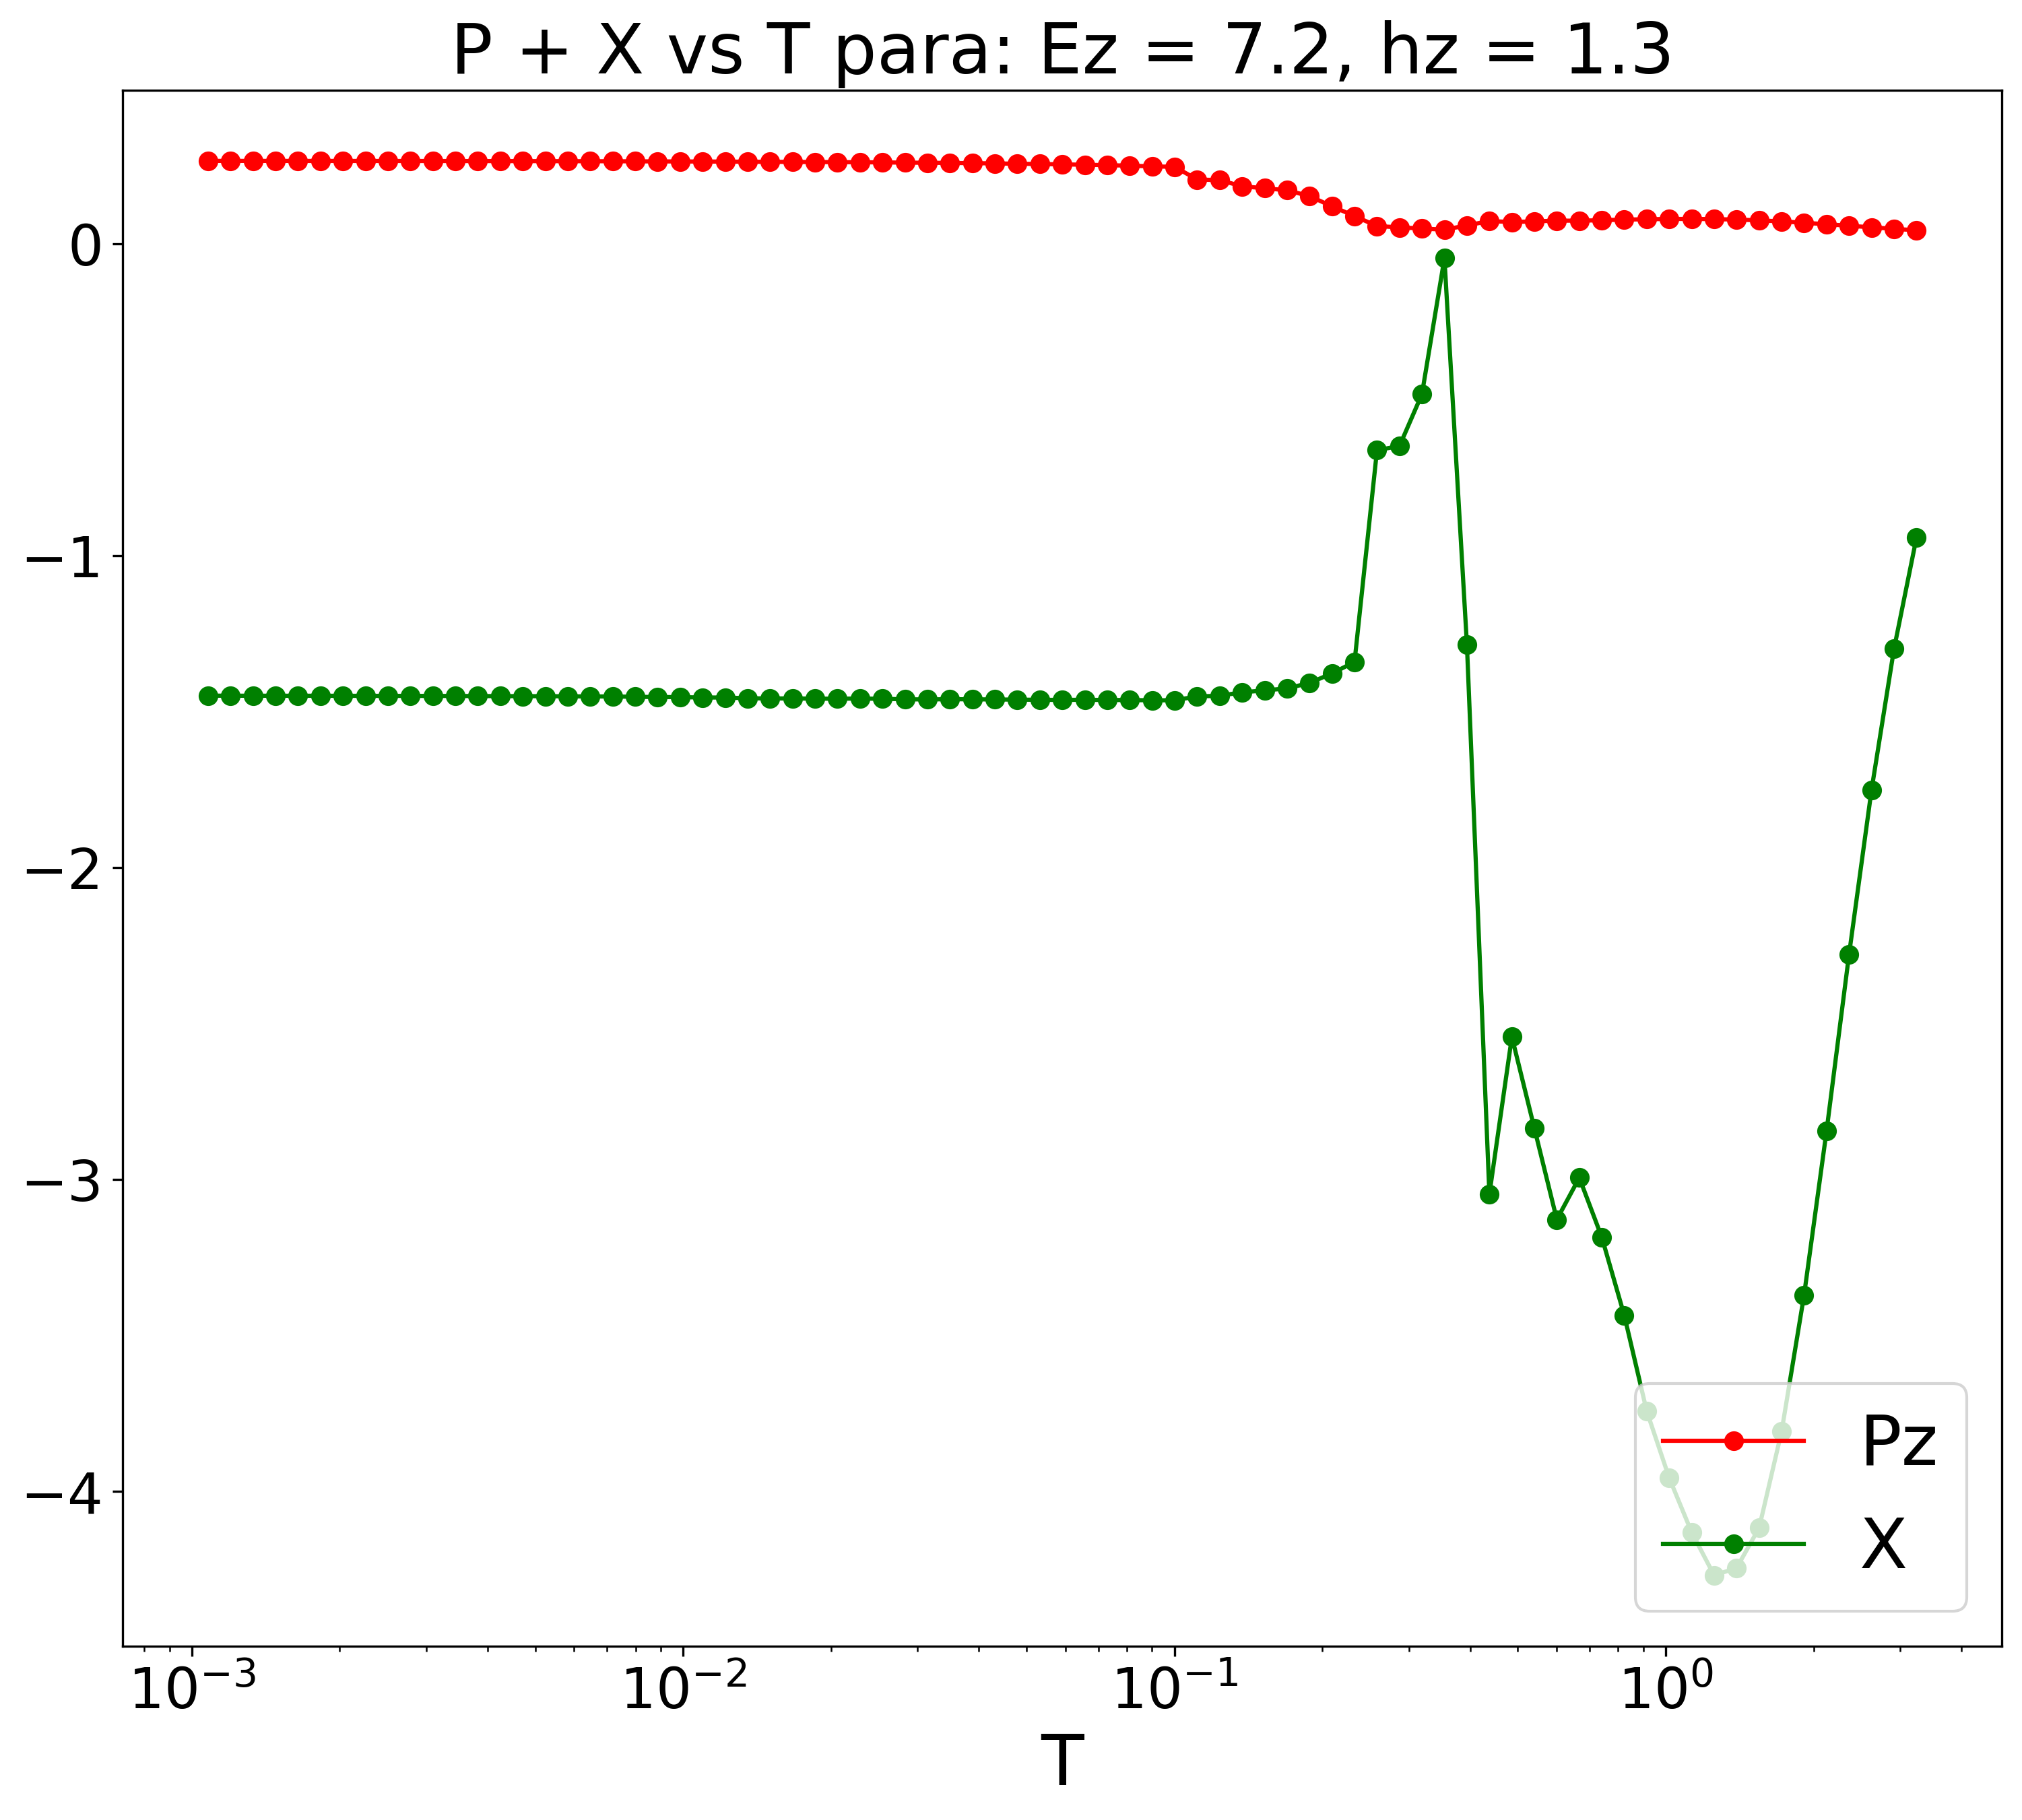 P + X vs T para: Ez = 7.2, hz = 1.3
0
−1
−2
−3
−4
Pz
X
10⁻³ 10⁻² 10⁻¹ 10⁰
T